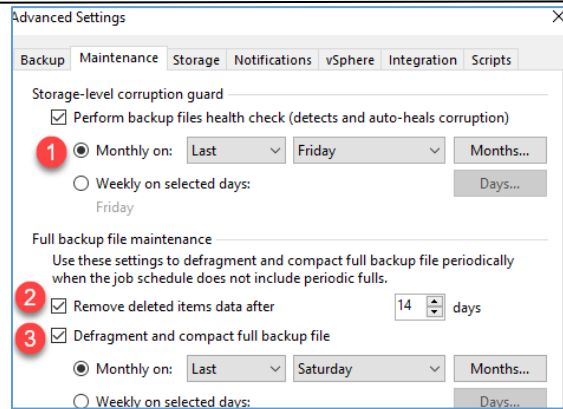 Advanced Settings
Backup Maintenance Storage Notifications vSphere Integration Scripts
Storage-level corruption guard
Perform backup files health check (detects and auto-heals corruption)
1 Monthly on: Last Friday Months...
Weekly on selected days: Days...
Friday
Full backup file maintenance
Use these settings to defragment and compact full backup file periodically
when the job schedule does not include periodic fulls.
2 Remove deleted items data after 14 days
3 Defragment and compact full backup file
Monthly on: Last Saturday Months...
Weekly on selected days: Days...